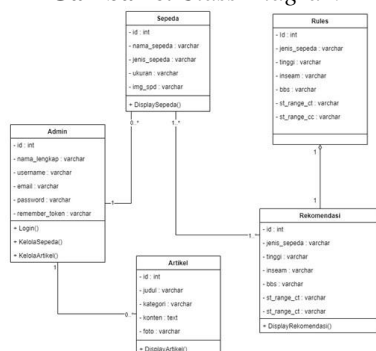 Sepeda
- id : int
- nama_sepeda : varchar
- jenis_sepeda : varchar
- ukuran : varchar
- img_spd : varchar
+ DisplaySepeda()
Rules
- Id : int
- jenis_sepeda : varchar
- tinggi : varchar
- inseam : varchar
- bbs : varchar
- st_range_ct : varchar
- st_range_cc : varchar
0..*
1..*
Admin
- id : int
- nama_lengkap : varchar
- username : varchar
- email : varchar
- password : varchar
- remember_token : varchar
+ Login()
+ KelolaSepeda()
+ KelolaArtikel()
1
1
1
1
1..
0..
Rekomendasi
- id : int
- jenis_sepeda : varchar
- tinggi : varchar
- inseam : varchar
- bbs : varchar
- st_range_ct : varchar
- st_range_ct : varchar
+ DisplayRekomendasi()
Artikel
- id : int
- judul : varchar
- kategori : varchar
- konten : text
- foto : varchar
+ DisplayArtikel()